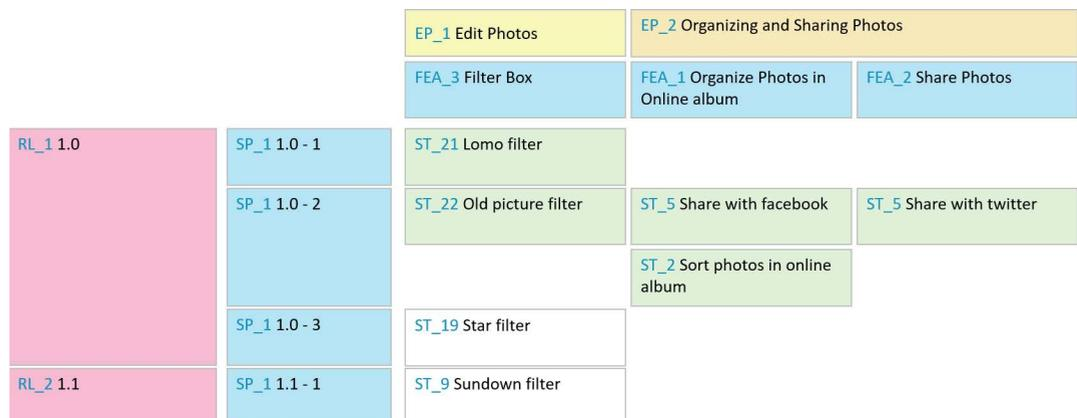 EP_1 Edit Photos
EP_2 Organizing and Sharing Photos
FEA_3 Filter Box
FEA_1 Organize Photos in
Online album
FEA_2 Share Photos
RL_1 1.0
SP_1 1.0 - 1
ST_21 Lomo filter
SP_1 1.0 - 2
ST_22 Old picture filter
ST_5 Share with facebook
ST_5 Share with twitter
ST_2 Sort photos in online
album
SP_1 1.0 - 3
ST_19 Star filter
RL_2 1.1
SP_1 1.1 - 1
ST_9 Sundown filter